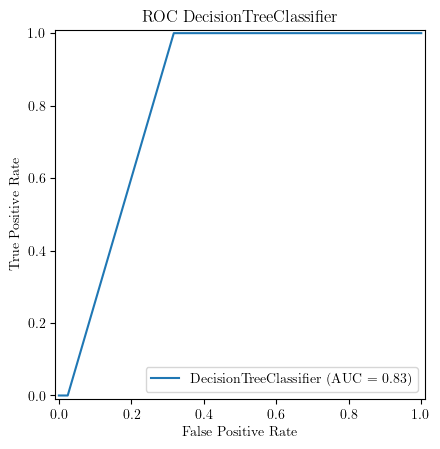 ROC DecisionTreeClassifier
True Positive Rate
1.0
0.8
0.6
0.4
0.2
0.0
DecisionTreeClassifier (AUC = 0.83)
0.0 0.2 0.4 0.6 0.8 1.0
False Positive Rate